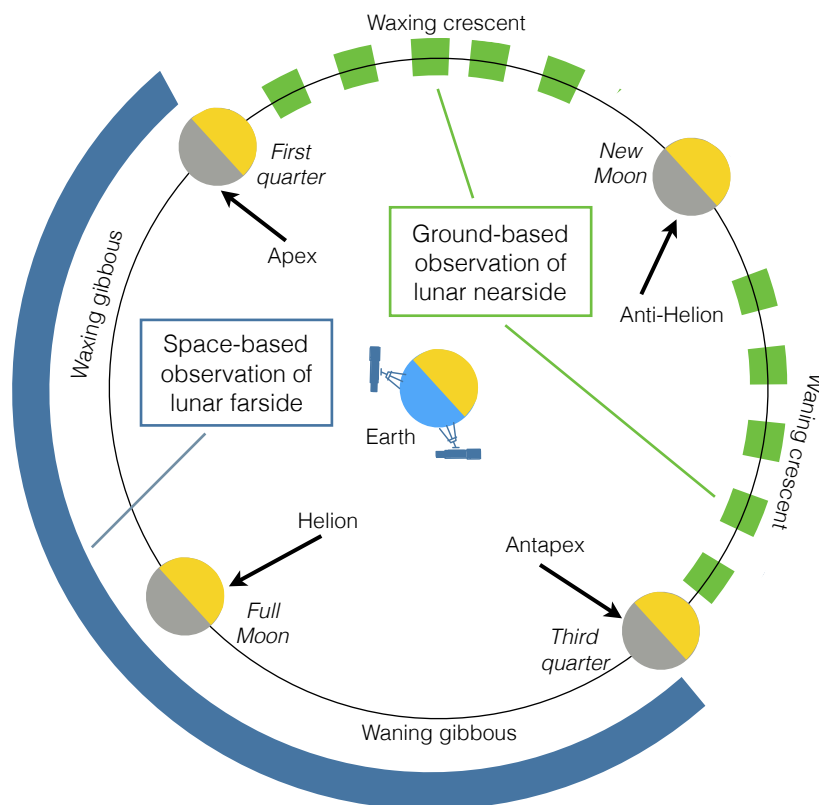 Waxing crescent
First
quarter
New
Moon
Apex
Ground-based
observation of
lunar nearside
Anti-Helion
Waxing gibbous
Space-based
observation of
lunar farside
Earth
Waning crescent
Helion
Antapex
Full
Moon
Third
quarter
Waning gibbous